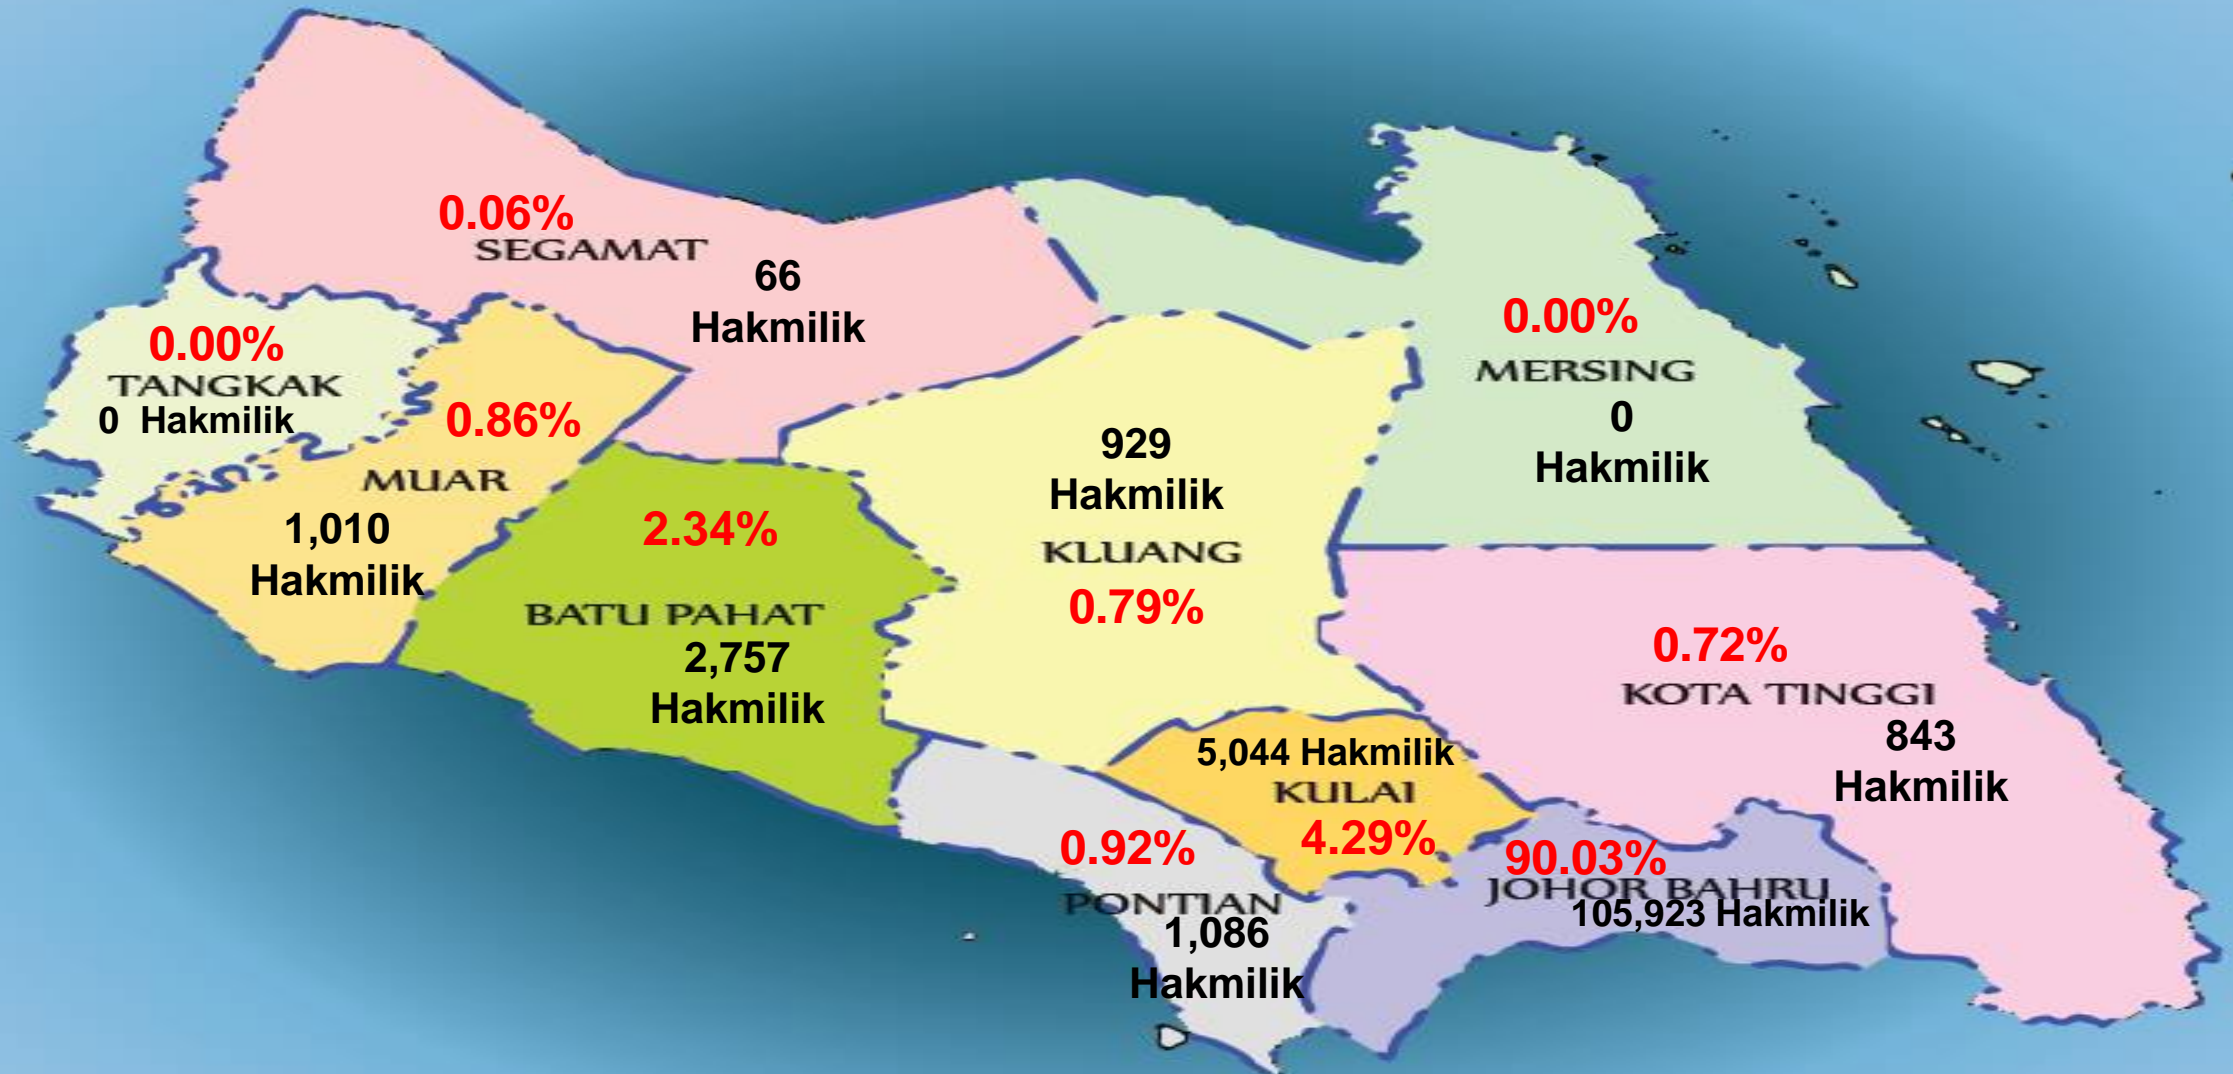 0.06%
SEGAMAT
66
Hakmilik
0.00%
TANGKAK
0 Hakmilik
0.86%
MUAR
1,010
Hakmilik
2.34%
BATU PAHAT
2,757
Hakmilik
929
Hakmilik
KLUANG
0.79%
0.00%
MERSING
0
Hakmilik
0.72%
KOTA TINGGI
843
Hakmilik
5,044 Hakmilik
KULAI
4.29%
0.92%
PONTIAN
1,086
Hakmilik
90.03%
JOHOR BAHRU
105,923 Hakmilik